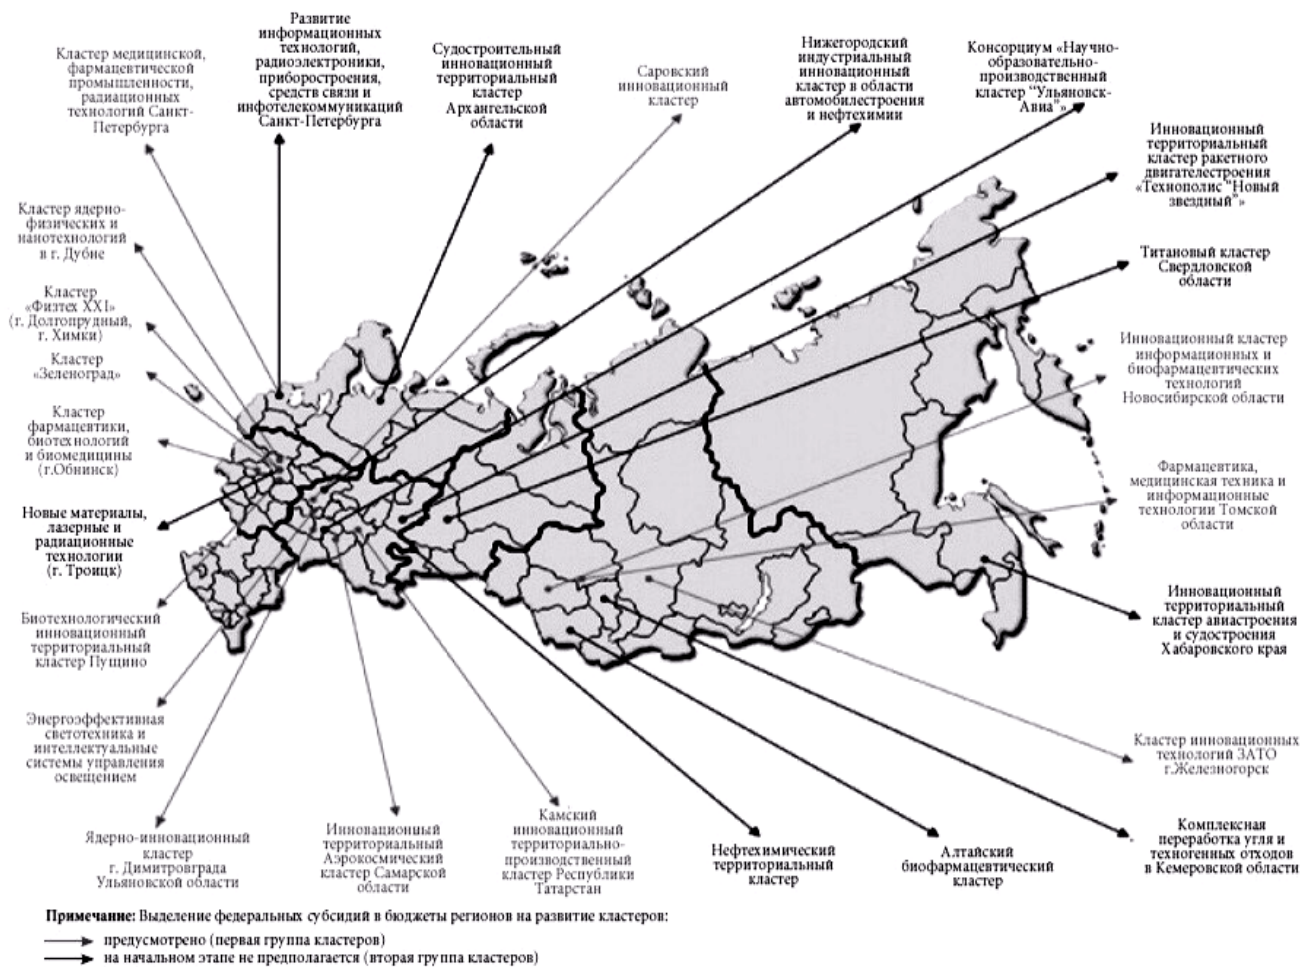 Кластер медицинской,
фармацевтической
промышленности,
радиационных
технологий Санкт-
Петербурга
Развитие
информационных
технологий,
радиоэлектроники,
приборостроения,
средств связи и
инфотелекоммуникаций
Санкт-Петербурга
Судостроительный
инновационный
территориальный
кластер
Архангельской
области
Саровский
инновационный
кластер
Нижегородский
индустриальный
инновационный
кластер в области
автомобилестроения
и нефтехимии
Консорциум «Научно-
образовательно-
производственный
кластер “Ульяновск-
Авиа”»
Инновационный
территориальный
кластер ракетного
двигателестроения
«Технополис “Новый
звездный”»
Титановый кластер
Свердловской
области
Инновационный кластер
информационных и
биофармацевтических
технологий
Новосибирской области
Фармацевтика,
медицинская техника и
информационные
технологии Томской
области
Инновационный
территориальный
кластер авиастроения
и судостроения
Хабаровского края
Кластер инновационных
технологий ЗАТО
г.Железногорск
Комплексная
переработка угля и
техногенных отходов
в Кемеровской области
Алтайский
биофармацевтический
кластер
Нефтехимический
территориальный
кластер
Камский
инновационный
территориально-
производственный
кластер Республики
Татарстан
Инновационный
территориальный
Аэрокосмический
кластер Самарской
области
Ядерно-инновационный
кластер
г. Димитровграда
Ульяновской области
Энергоэффективная
светотехника и
интеллектуальные
системы управления
освещением
Биотехнологический
инновационный
территориальный
кластер Пущино
Новые материалы,
лазерные и
радиационные
технологии
(г. Троицк)
Кластер
фармацевтики,
биотехнологий
и биомедицины
(г.Обнинск)
Кластер
«Зеленоград»
Кластер
«Физтех XXI»
(г. Долгопрудный,
г. Химки)
Кластер ядерно-
физических и
нанотехнологий
в г. Дубне
Примечание: Выделение федеральных субсидий в бюджеты регионов на развитие кластеров:
предусмотрено (первая группа кластеров)
на начальном этапе не предполагается (вторая группа кластеров)